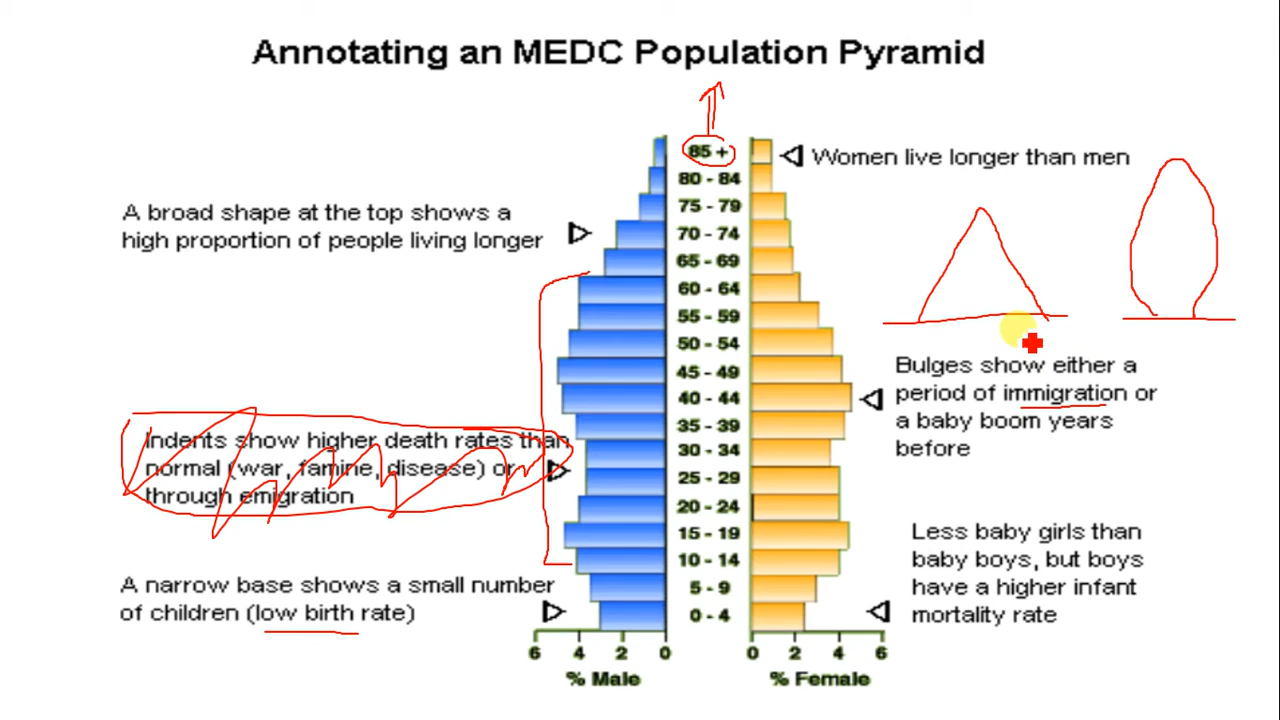 Annotating an MEDC Population Pyramid
A broad shape at the top shows a
high proportion of people living longer
Indents show higher death rates than
normal (war, famine, disease) or
through emigration
A narrow base shows a small number
of children (low birth rate)
85 +
80 - 84
75 - 79
70 - 74
65 - 69
60 - 64
55 - 59
50 - 54
45 - 49
40 - 44
35 - 39
30 - 34
25 - 29
20 - 24
15 - 19
10 - 14
5 - 9
0 - 4
6 4 2 0
% Male
0 2 4 6
% Female
Women live longer than men
Bulges show either a
period of immigration or
a baby boom years
before
Less baby girls than
baby boys, but boys
have a higher infant
mortality rate